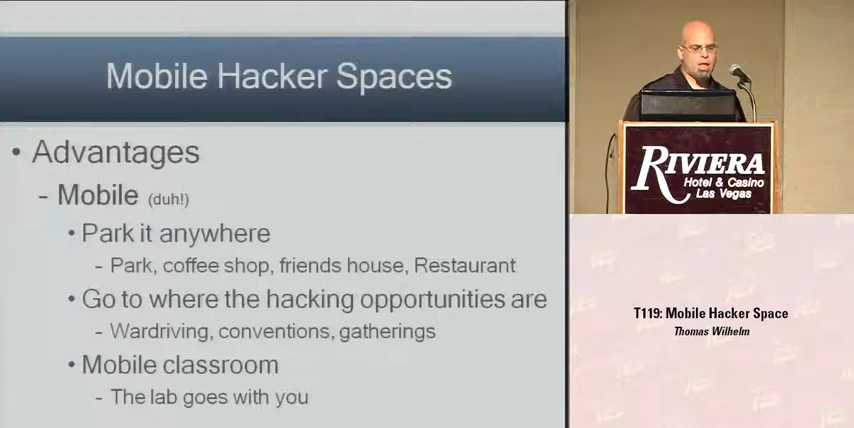 Mobile Hacker Spaces
• Advantages
- Mobile (duh!)
• Park it anywhere
- Park, coffee shop, friends house, Restaurant
• Go to where the hacking opportunities are
- Wardriving, conventions, gatherings
• Mobile classroom
- The lab goes with you
RIVIERA
Hotel & Casino
Las Vegas
T119: Mobile Hacker Space
Thomas Wilhelm